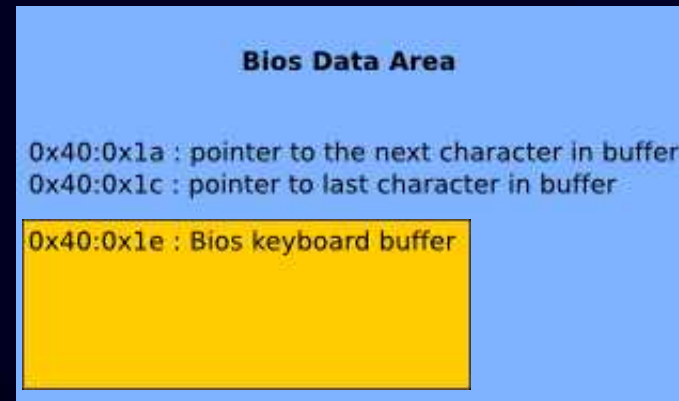 Bios Data Area
0x40:0x1a : pointer to the next character in buffer
0x40:0x1c : pointer to last character in buffer
0x40:0x1e : Bios keyboard buffer